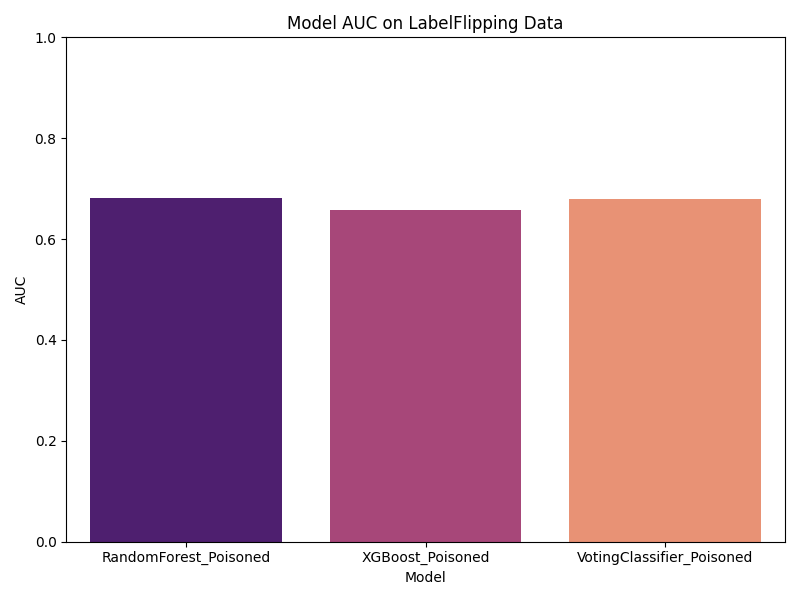 Model AUC on LabelFlipping Data
1.0
0.8
0.6
0.4
0.2
0.0
AUC
RandomForest_Poisoned
XGBoost_Poisoned
VotingClassifier_Poisoned
Model